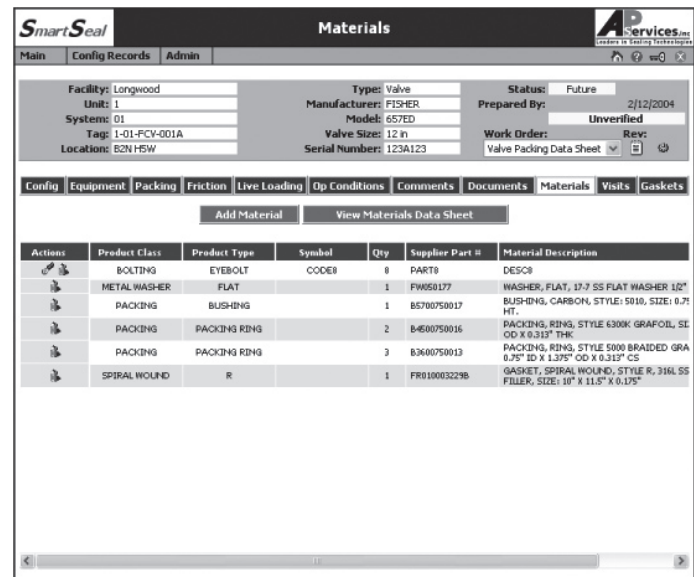 SmartSeal
Materials
AP Services, Inc
Leaders in Sealing Technologies
Main Config Records Admin
Facility: Longwood Type: Valve Status: Future
Unit: 1 Manufacturer: FISHER Prepared By: 2/12/2004
System: 01 Model: 657ED Unverified
Tag: 1-01-FCV-001A Valve Size: 12 in Work Order: Rev:
Location: B2N HSW Serial Number: 123A123 Valve Packing Data Sheet
Config Equipment Packing Friction Live Loading Op Conditions Comments Documents Materials Visits Gaskets
Add Material View Materials Data Sheet
Actions Product Class Product Type Symbol Qty Supplier Part # Material Description
BOLTING EYEBOLT CODE8 8 PART8 DESC8
METAL WASHER FLAT 1 FW050177 WASHER, FLAT, 17-7 SS FLAT WASHER 1/2"
PACKING BUSHING 1 B5700750017 BUSHING, CARBON, STYLE: 5010, SIZE: 0.75
HT.
PACKING PACKING RING 2 B4500750016 PACKING, RING, STYLE 6300K GRAFOIL, SI
OD X 0.313" THK
PACKING PACKING RING 3 B3600750013 PACKING, RING, STYLE 5000 BRAIDED GRA
0.75" ID X 1.375" OD X 0.313" CS
SPIRAL WOUND R 1 FR010003229B GASKET, SPIRAL WOUND, STYLE R, 316L SS
FILLER, SIZE: 10" X 11.5" X 0.175"